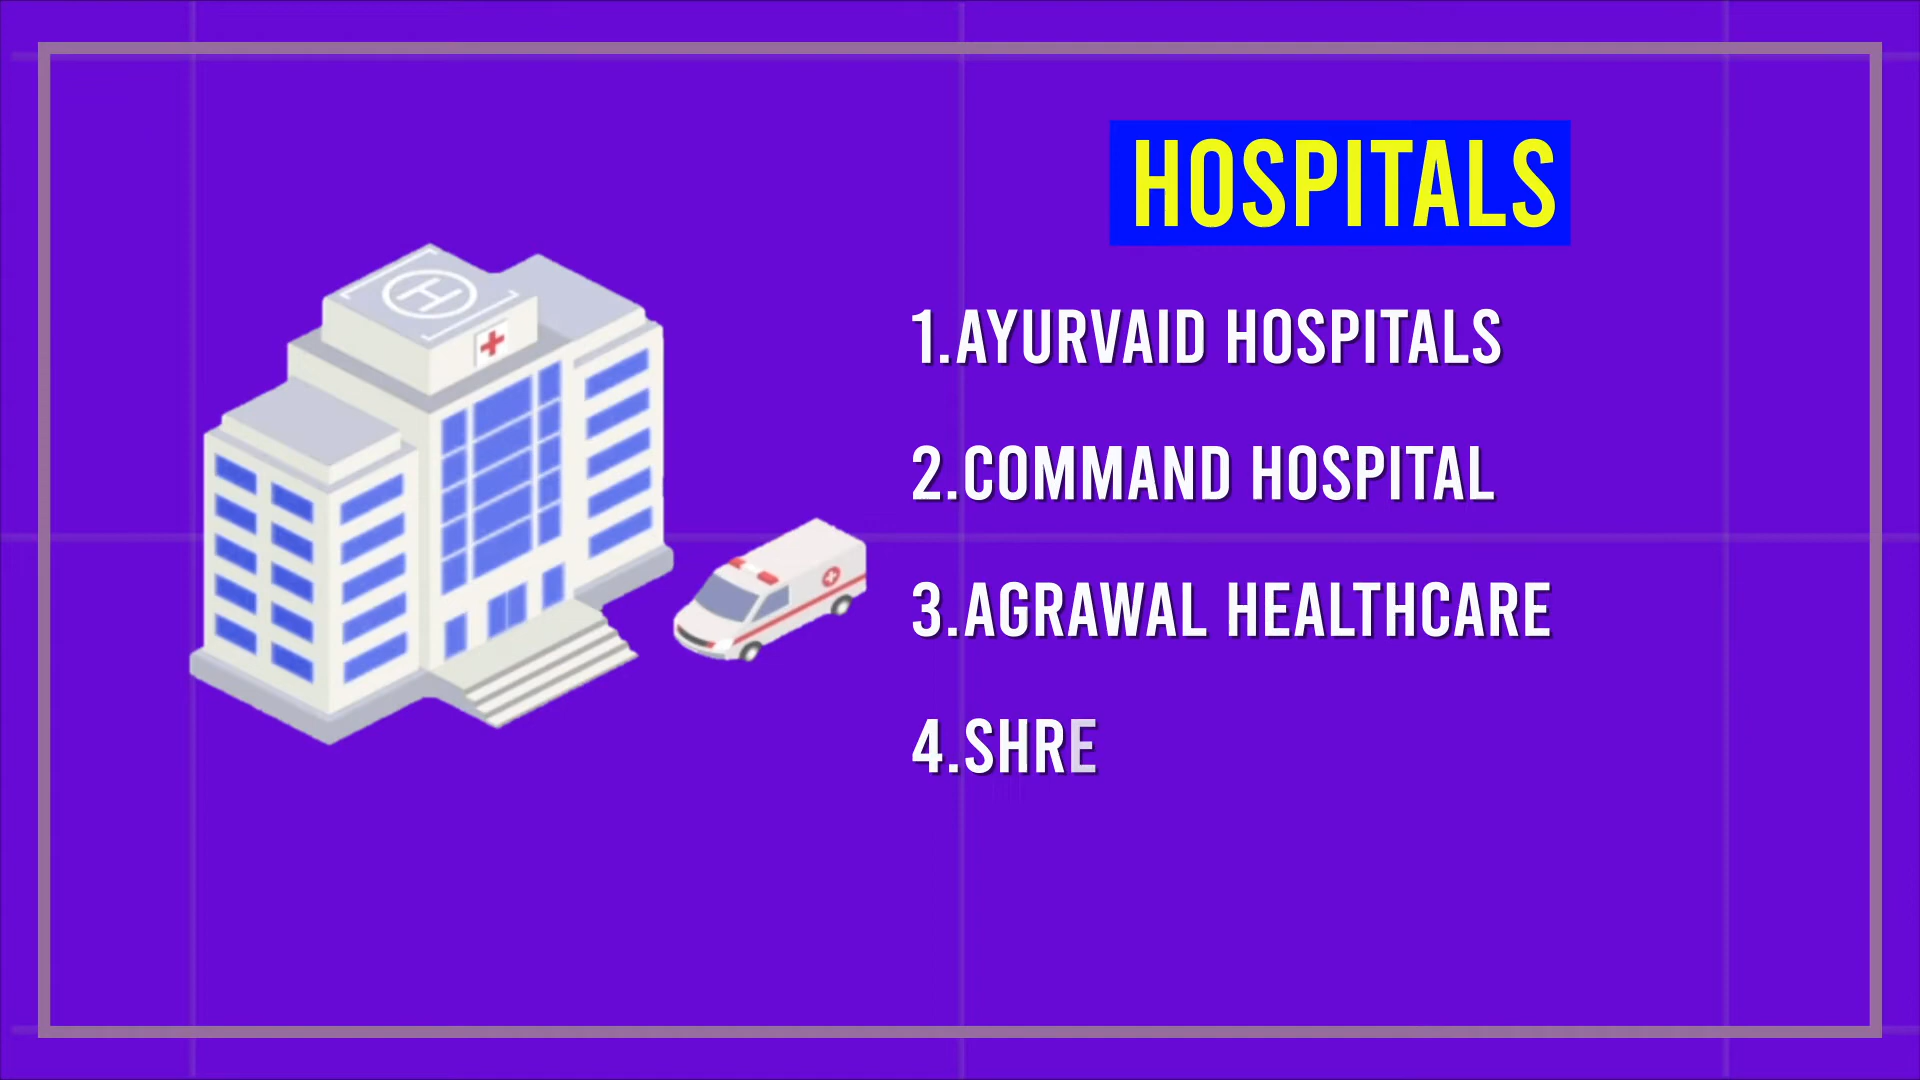 HOSPITALS
1.AYURVAID HOSPITALS
2.COMMAND HOSPITAL
3.AGRAWAL HEALTHCARE
4.SHRE
H